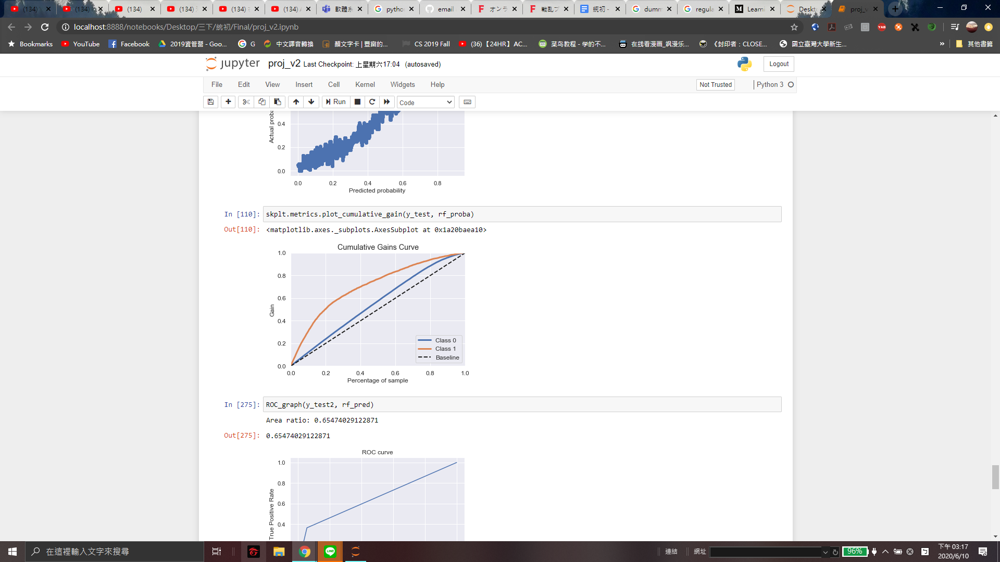 (134) Y
(134)
(134)
(134)
(134)
(134) A
軟體系
pytho
email
オンラ
戦乱ブ
統初 -
dumm
regula
Learni
Deskt
proj_v
localhost:8888/notebooks/Desktop/三下/統初/Final/proj_v2.ipynb
Bookmarks
YouTube
Facebook
2019資管營 - Goo...
G
中文譯音轉換
顏文字卡 | 豐富的...
CS 2019 Fall
(36)【24HR】AC...
菜鸟教程 - 学的不...
在线看漫画_飒漫乐...
《封印者：CLOSE...
國立臺灣大學新生...
»
其他書籤
jupyter proj_v2 Last Checkpoint: 上星期六17:04 (autosaved)
Logout
File Edit View Insert Cell Kernel Widgets Help
Not Trusted
Python 3
Run
Code
Actual proba
0.4
0.2
0.0
0.0 0.2 0.4 0.6 0.8
Predicted probability
In [110]: skplt.metrics.plot_cumulative_gain(y_test, rf_proba)
Out[110]: <matplotlib.axes._subplots.AxesSubplot at 0x1a20baea10>
Cumulative Gains Curve
1.0
0.8
0.6
Gain
0.4
0.2
0.0
Class 0
Class 1
Baseline
0.0 0.2 0.4 0.6 0.8 1.0
Percentage of sample
In [275]: ROC_graph(y_test2, rf_pred)
Area ratio: 0.65474029122871
Out[275]: 0.65474029122871
ROC curve
1.0
0.8
0.6
0.4
True Positive Rate
在這裡輸入文字來搜尋
連結
網址
96%
下午 03:17
2020/6/10